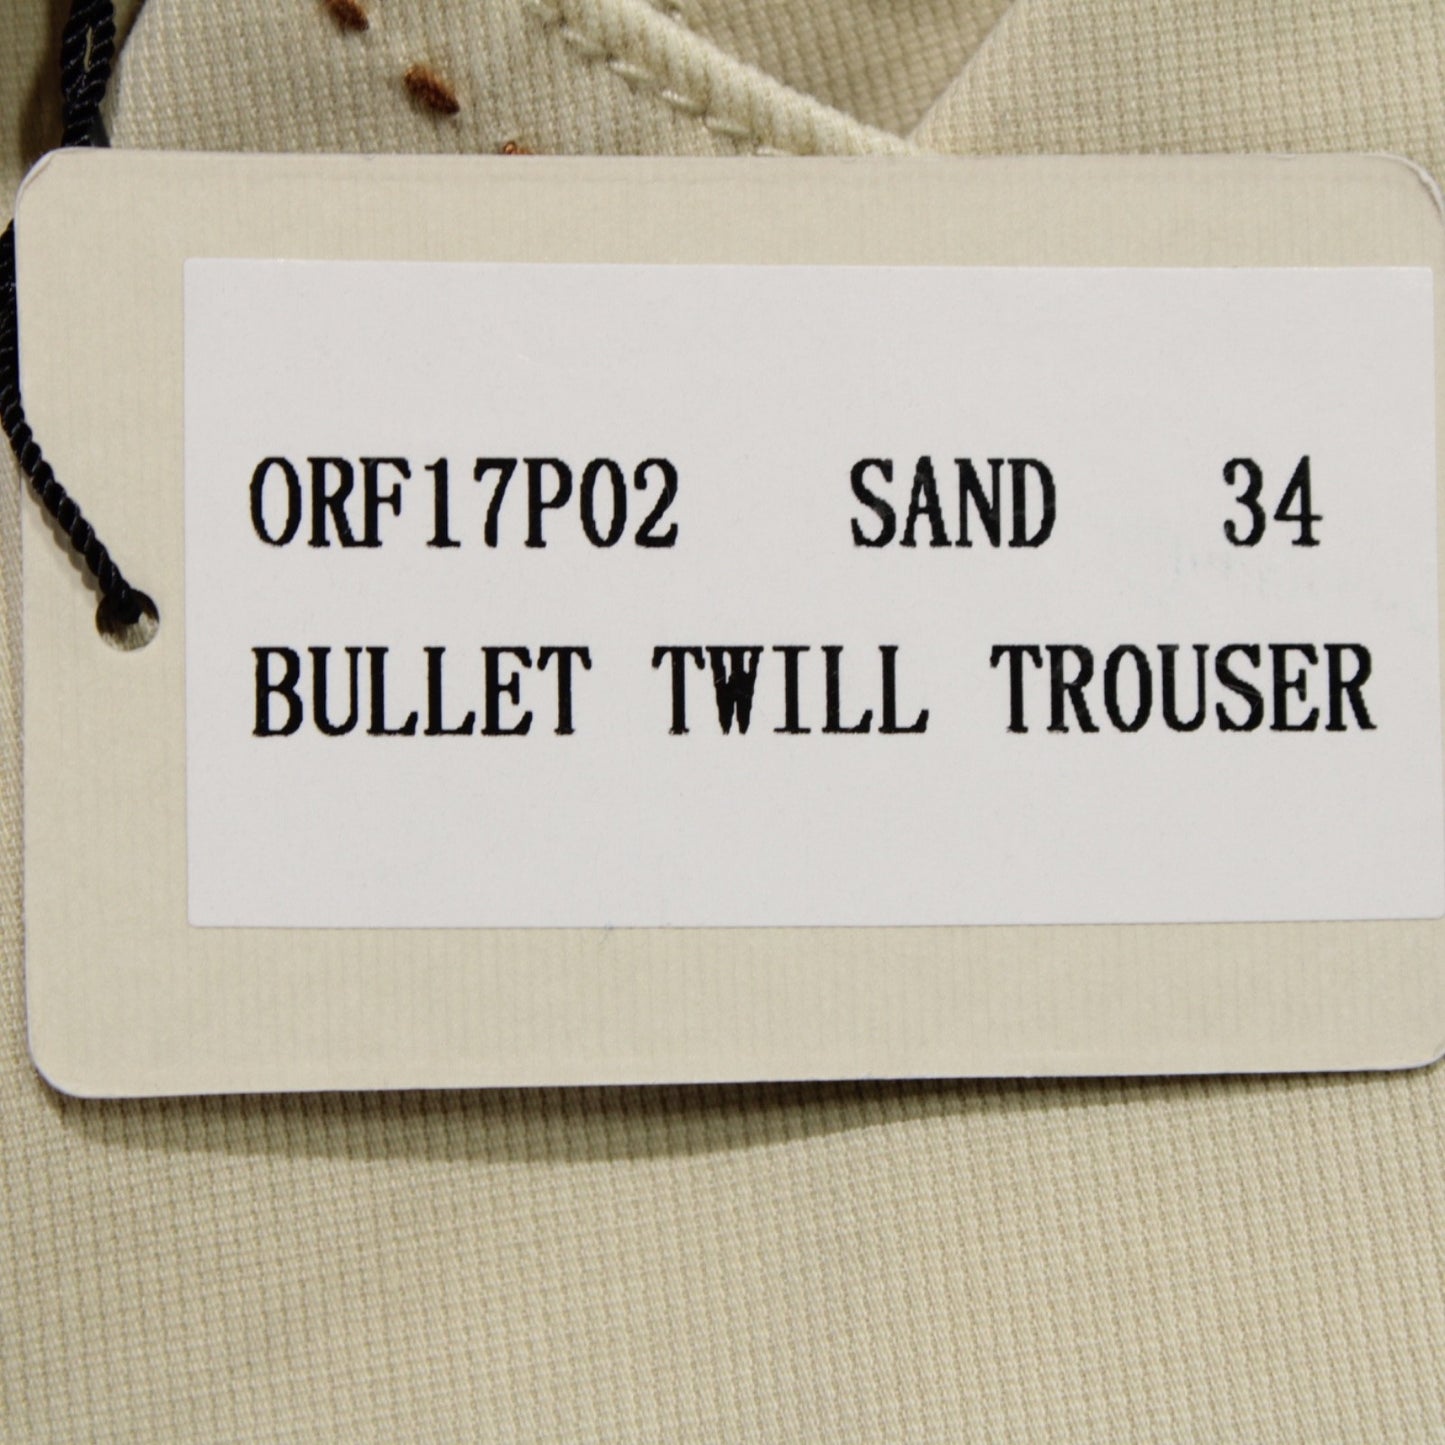 ORF17P02 SAND 34
BULLET TWILL TROUSER